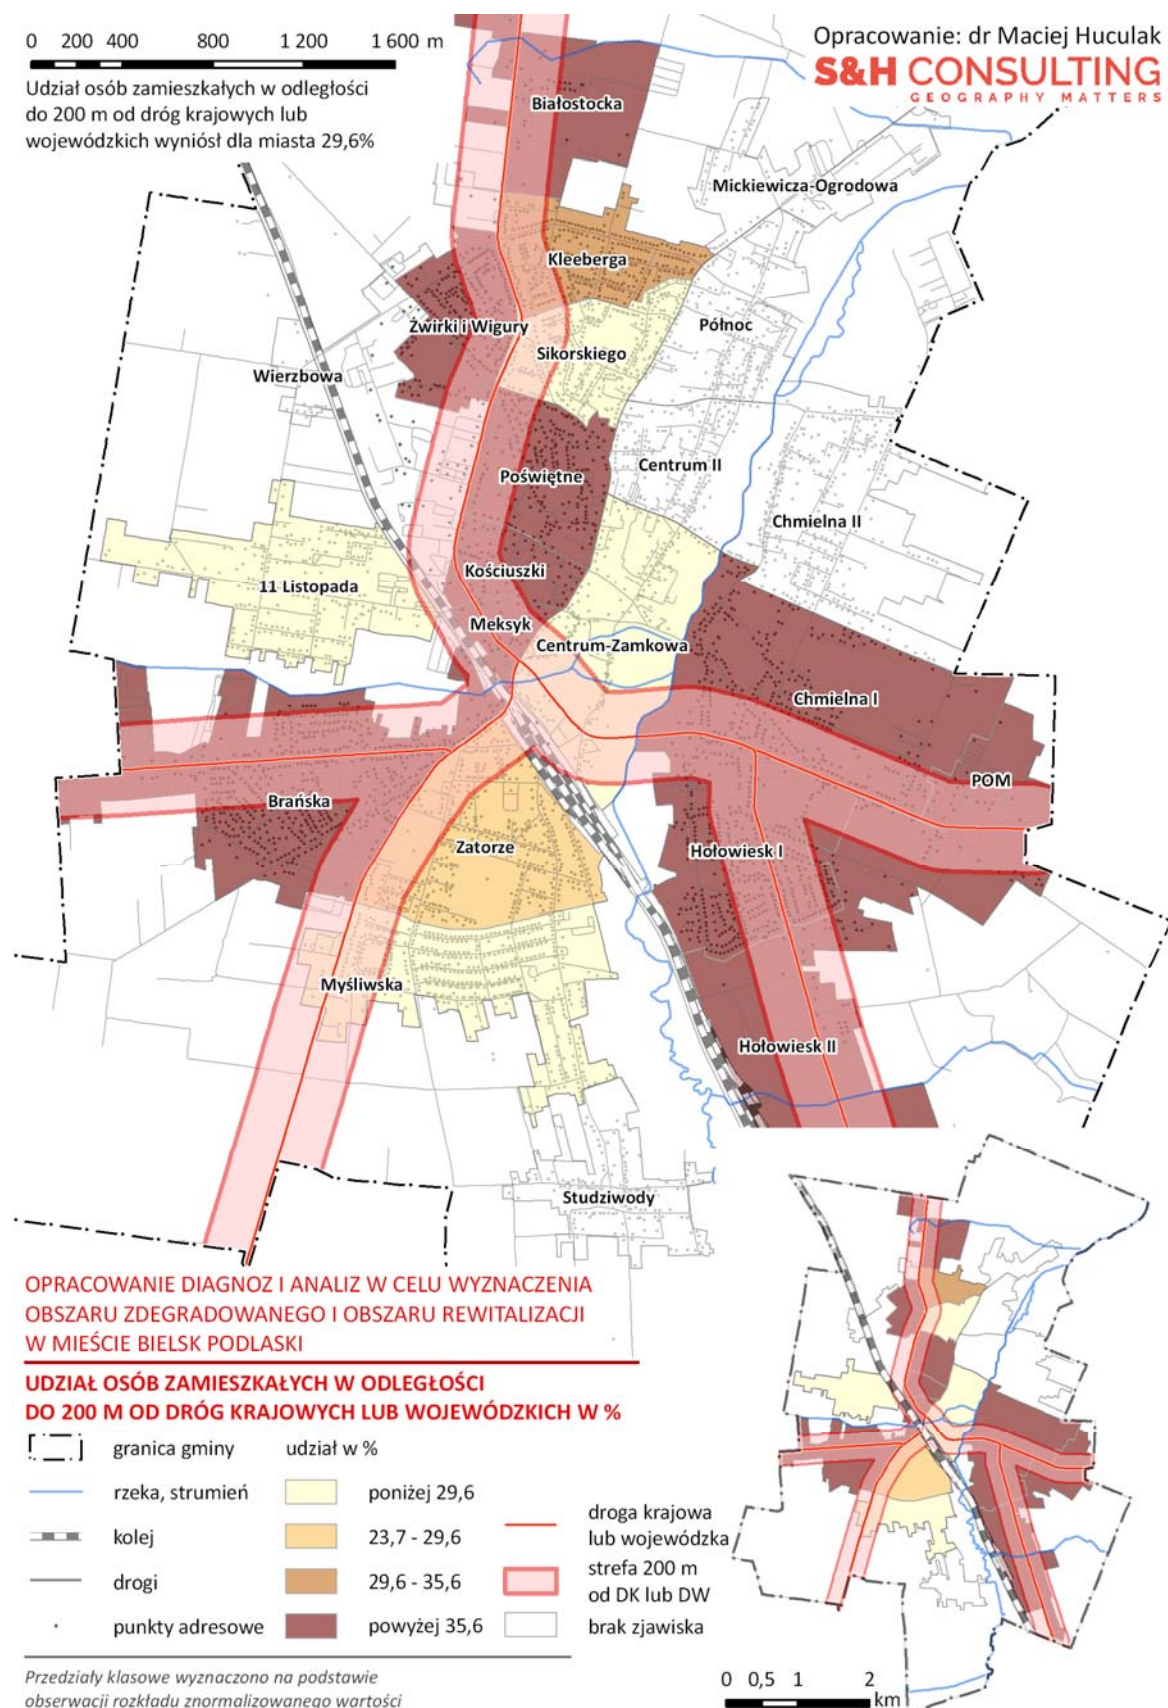 0 200 400 800 1 200 1 600 m
Udział osób zamieszkałych w odległości
do 200 m od dróg krajowych lub
wojewódzkich wyniósł dla miasta 29,6%
Opracowanie: dr Maciej Huculak
S&H CONSULTING
GEOGRAPHY MATTERS
Białostocka
Mickiewicza-Ogrodowa
Kleeberga
Żwirki i Wigury
Północ
Sikorskiego
Wierzbowa
Centrum II
Poświętne
Chmielna II
Kościuszki
11 Listopada
Meksyk
Centrum-Zamkowa
Chmielna I
POM
Brańska
Zatorze
Hołowiesk I
Myśliwska
Hołowiesk II
Studziwody
OPRACOWANIE DIAGNOZ I ANALIZ W CELU WYZNACZENIA
OBSZARU ZDEGRADOWANEGO I OBSZARU REWITALIZACJI
W MIEŚCIE BIELSK PODLASKI
UDZIAŁ OSÓB ZAMIESZKAŁYCH W ODLEGŁOŚCI
DO 200 M OD DRÓG KRAJOWYCH LUB WOJEWÓDZKICH W %
granica gminy
rzeka, strumień
kolej
drogi
punkty adresowe
udział w %
poniżej 29,6
23,7 - 29,6
29,6 - 35,6
powyżej 35,6
droga krajowa
lub wojewódzka
strefa 200 m
od DK lub DW
brak zjawiska
Przedziały klasowe wyznaczono na podstawie
obserwacji rozkładu znormalizowanego wartości
0 0,5 1 2
km